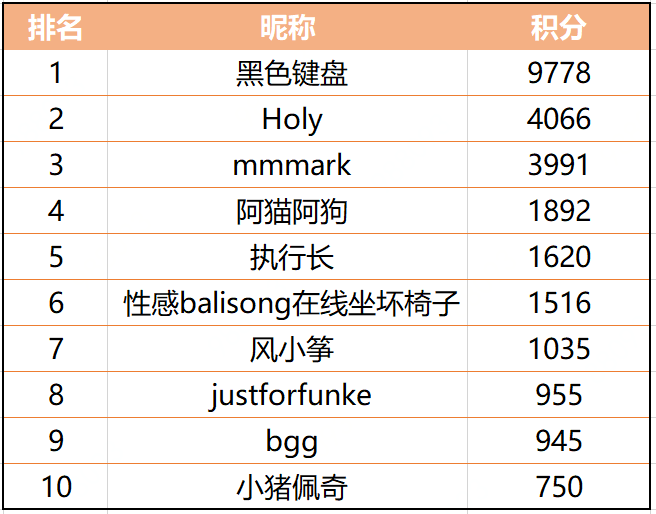 排名 昵称 积分
1 黑色键盘 9778
2 Holy 4066
3 mmmark 3991
4 阿猫阿狗 1892
5 执行长 1620
6 性感balisong在线坐坏椅子 1516
7 风小筝 1035
8 justforfunke 955
9 bgg 945
10 小猪佩奇 750